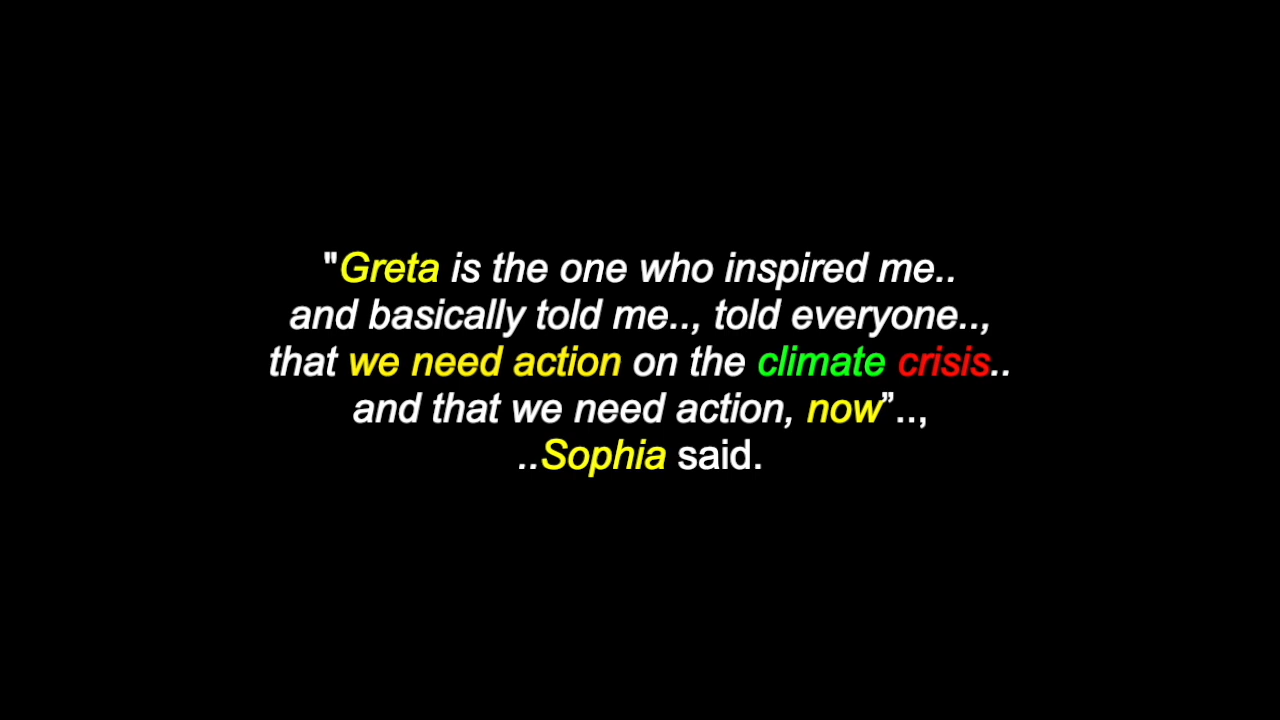 "Greta is the one who inspired me..
and basically told me.., told everyone..,
that we need action on the climate crisis..
and that we need action, now”..,
..Sophia said.